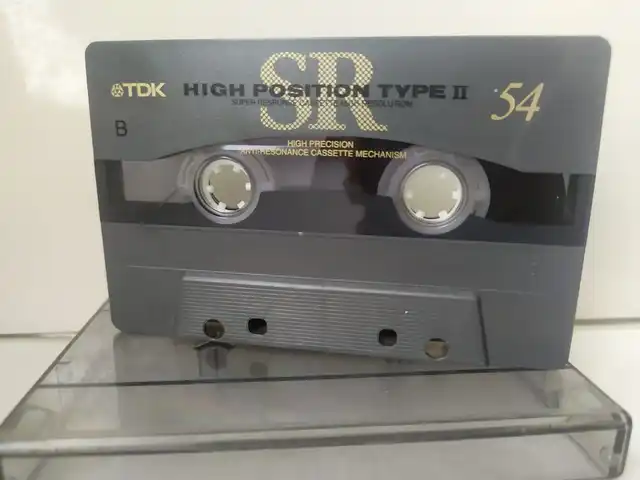 TDK
HIGH POSITION TYPE II
SR
54
B
HIGH PRECISION
ANTI-RESONANCE CASSETTE MECHANISM